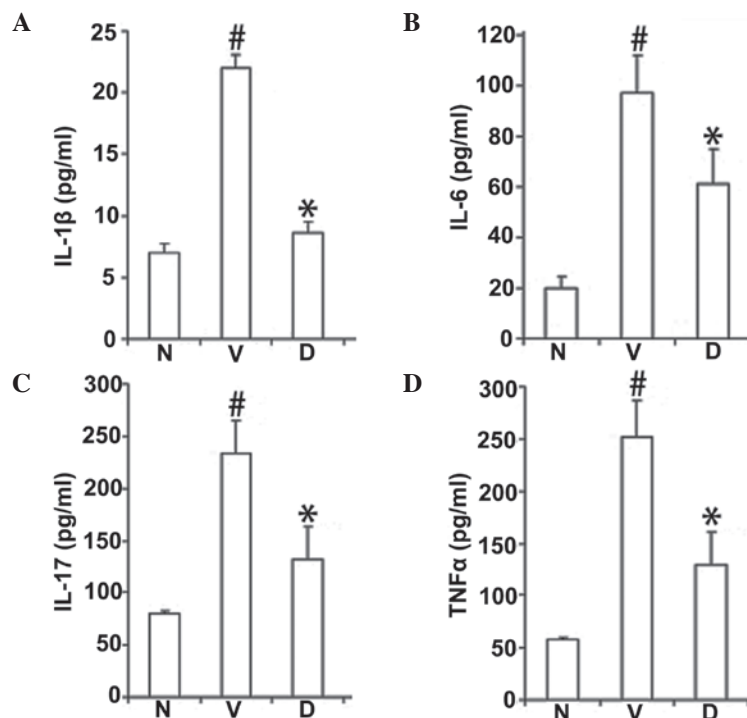 A
25
20
15
10
5
0
IL-1β (pg/ml)
#
*
N V D
B
120
100
80
60
40
20
0
IL-6 (pg/ml)
#
*
N V D
C
300
250
200
150
100
50
0
IL-17 (pg/ml)
#
*
N V D
D
300
250
200
150
100
50
0
TNFα (pg/ml)
#
*
N V D